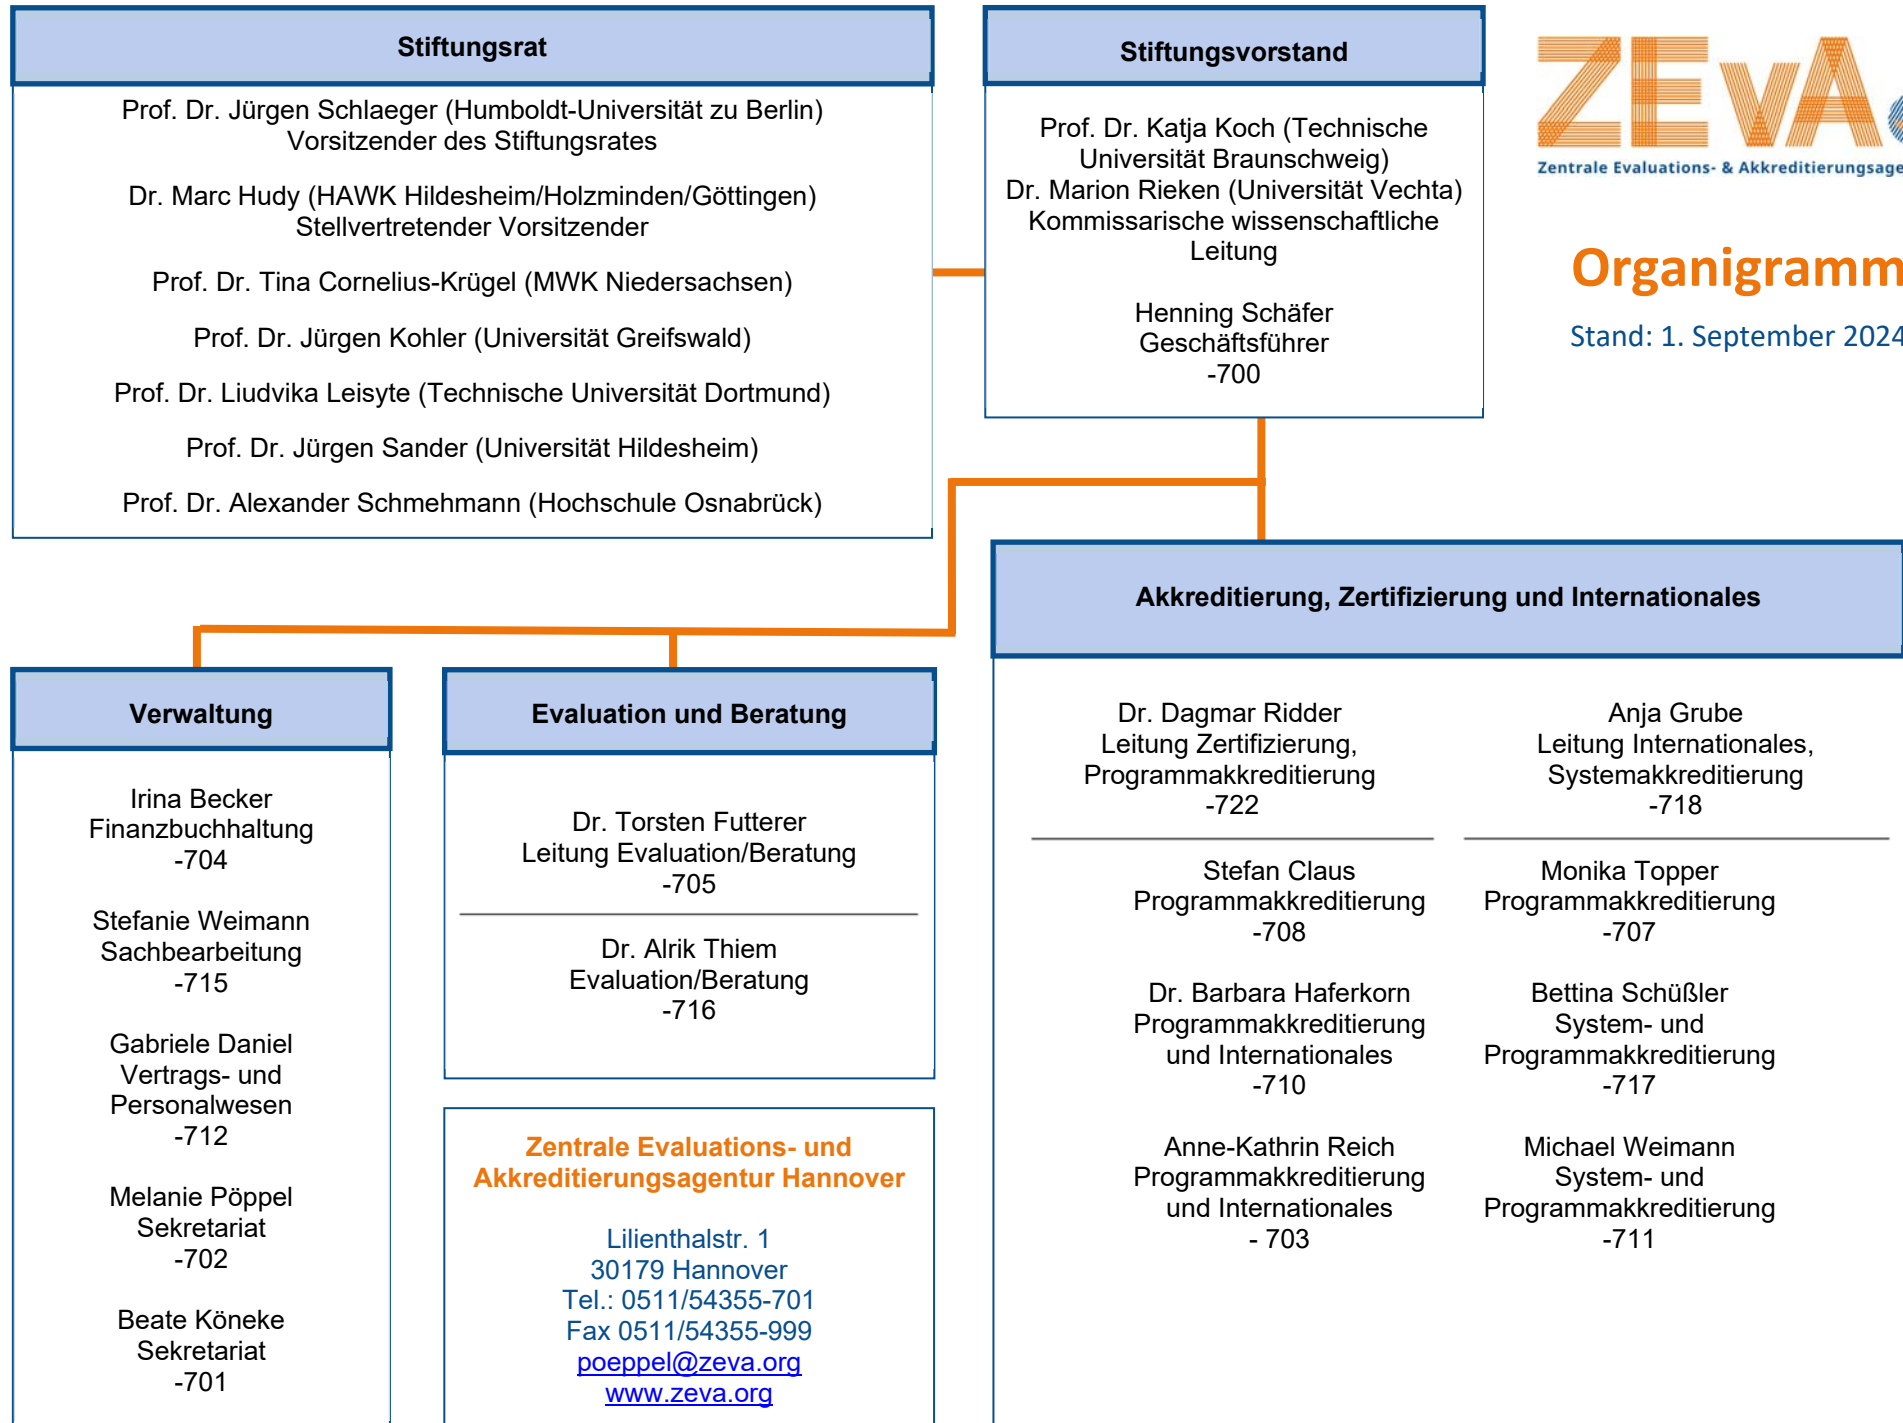 Stiftungsrat
Prof. Dr. Jürgen Schlaeger (Humboldt-Universität zu Berlin)
Vorsitzender des Stiftungsrates
Dr. Marc Hudy (HAWK Hildesheim/Holzminden/Göttingen)
Stellvertretender Vorsitzender
Prof. Dr. Tina Cornelius-Krügel (MWK Niedersachsen)
Prof. Dr. Jürgen Kohler (Universität Greifswald)
Prof. Dr. Liudvika Leisyte (Technische Universität Dortmund)
Prof. Dr. Jürgen Sander (Universität Hildesheim)
Prof. Dr. Alexander Schmehmann (Hochschule Osnabrück)
Stiftungsvorstand
Prof. Dr. Katja Koch (Technische
Universität Braunschweig)
Dr. Marion Rieken (Universität Vechta)
Kommissarische wissenschaftliche
Leitung
Henning Schäfer
Geschäftsführer
-700
ZEvA
Zentrale Evaluations- & Akkreditierungsage
Organigramm
Stand: 1. September 2024
Verwaltung
Irina Becker
Finanzbuchhaltung
-704
Stefanie Weimann
Sachbearbeitung
-715
Gabriele Daniel
Vertrags- und
Personalwesen
-712
Melanie Pöppel
Sekretariat
-702
Beate Köneke
Sekretariat
-701
Evaluation und Beratung
Dr. Torsten Futterer
Leitung Evaluation/Beratung
-705
Dr. Alrik Thiem
Evaluation/Beratung
-716
Zentrale Evaluations- und
Akkreditierungsagentur Hannover
Lilienthalstr. 1
30179 Hannover
Tel.: 0511/54355-701
Fax 0511/54355-999
poeppel@zeva.org
www.zeva.org
Akkreditierung, Zertifizierung und Internationales
Dr. Dagmar Ridder
Leitung Zertifizierung,
Programmakkreditierung
-722
Stefan Claus
Programmakkreditierung
-708
Dr. Barbara Haferkorn
Programmakkreditierung
und Internationales
-710
Anne-Kathrin Reich
Programmakkreditierung
und Internationales
- 703
Anja Grube
Leitung Internationales,
Systemakkreditierung
-718
Monika Topper
Programmakkreditierung
-707
Bettina Schüßler
System- und
Programmakkreditierung
-717
Michael Weimann
System- und
Programmakkreditierung
-711